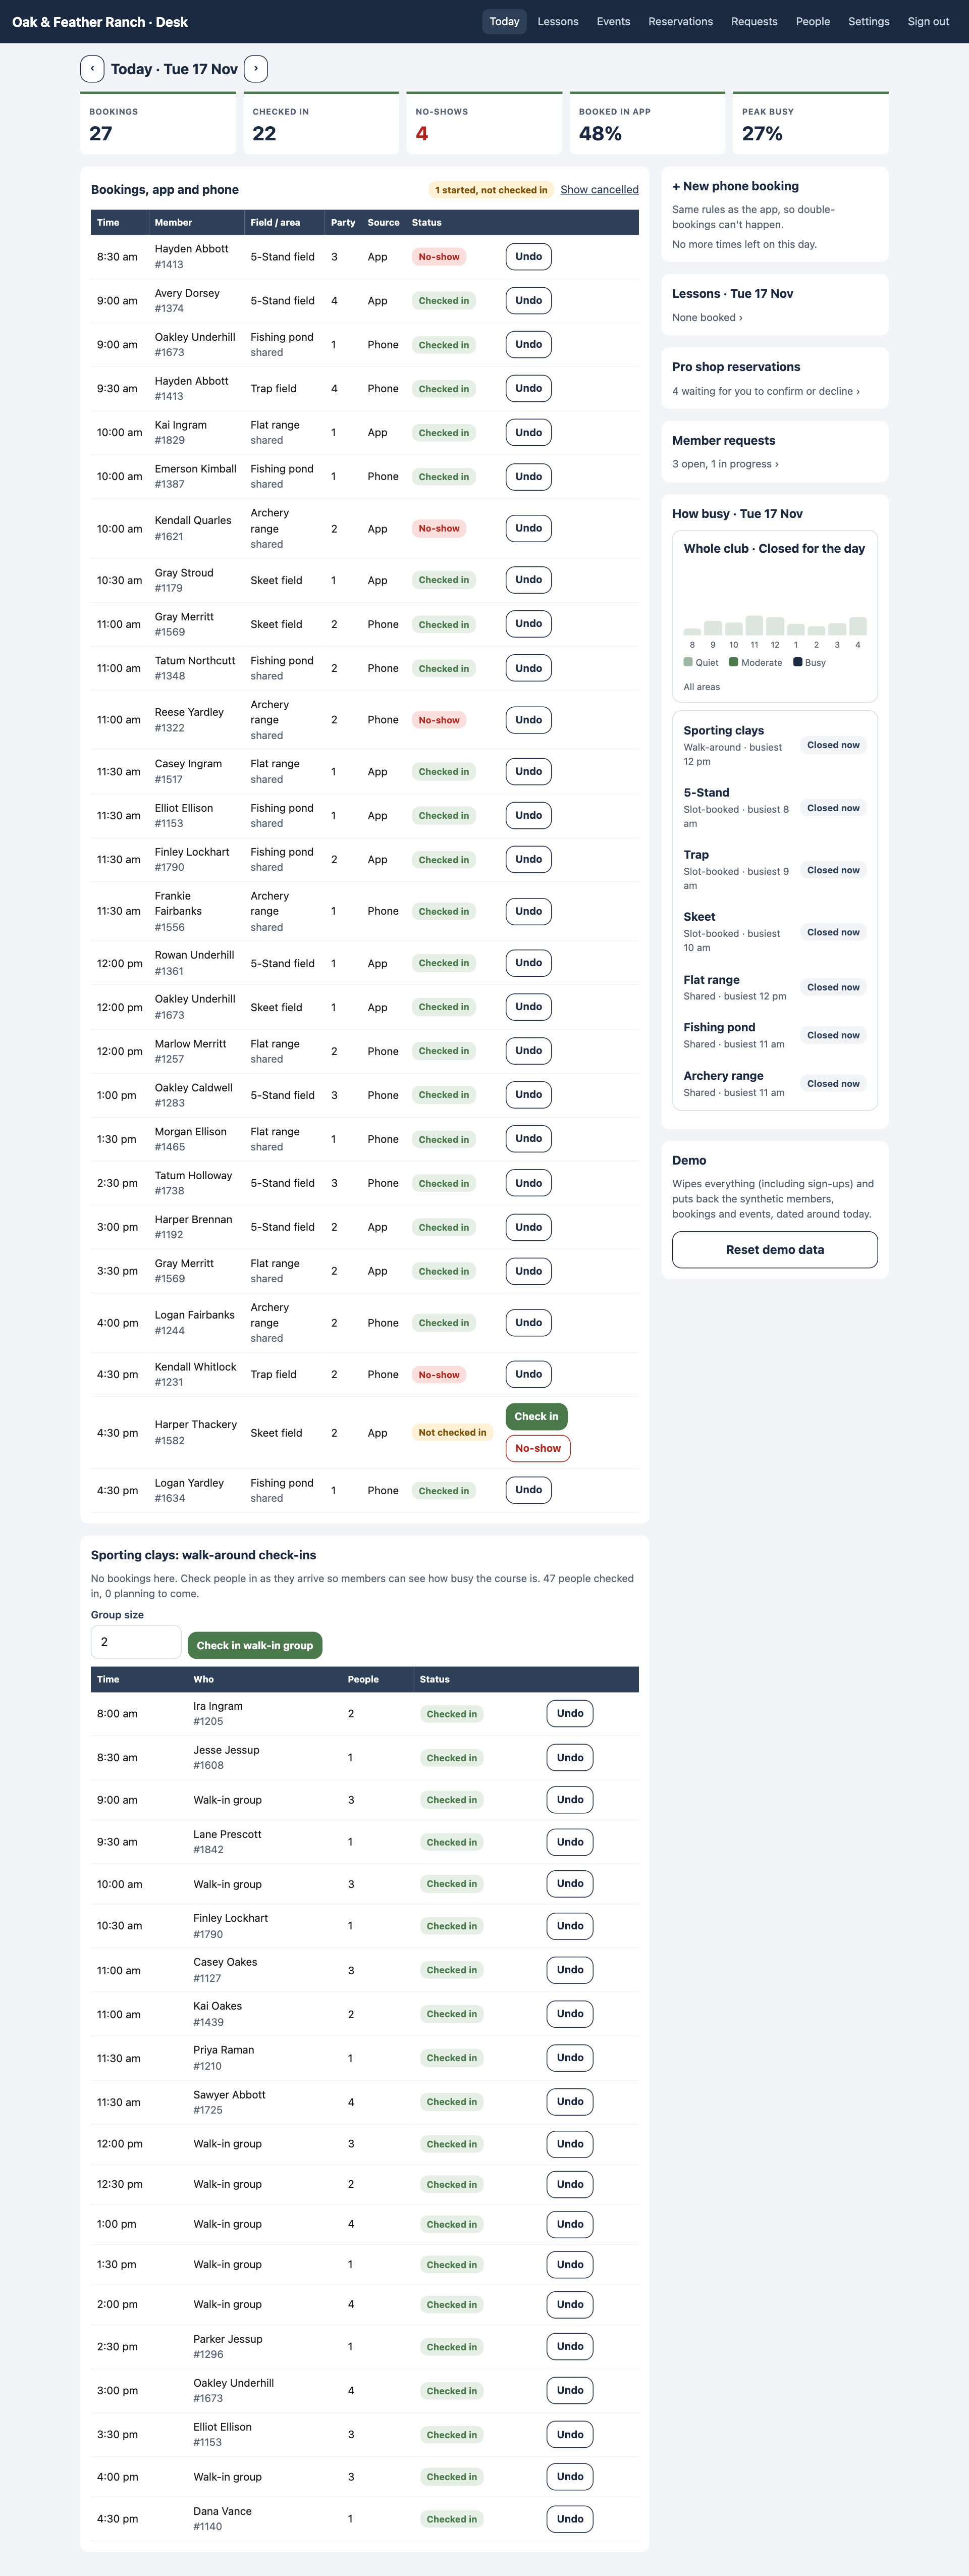 Oak & Feather Ranch · Desk
Today Lessons Events Reservations Requests People Settings Sign out
‹ Today · Tue 17 Nov ›
BOOKINGS
27
CHECKED IN
22
NO-SHOWS
4
BOOKED IN APP
48%
PEAK BUSY
27%
Bookings, app and phone
1 started, not checked in Show cancelled
Time Member Field / area Party Source Status
8:30 am Hayden Abbott #1413 5-Stand field 3 App No-show Undo
9:00 am Avery Dorsey #1374 5-Stand field 4 App Checked in Undo
9:00 am Oakley Underhill #1673 Fishing pond shared 1 Phone Checked in Undo
9:30 am Hayden Abbott #1413 Trap field 4 Phone Checked in Undo
10:00 am Kai Ingram #1829 Flat range shared 1 App Checked in Undo
10:00 am Emerson Kimball #1387 Fishing pond shared 1 Phone Checked in Undo
10:00 am Kendall Quarles #1621 Archery range shared 2 App No-show Undo
10:30 am Gray Stroud #1179 Skeet field 1 App Checked in Undo
11:00 am Gray Merritt #1569 Skeet field 2 Phone Checked in Undo
11:00 am Tatum Northcutt #1348 Fishing pond shared 2 Phone Checked in Undo
11:00 am Reese Yardley #1322 Archery range shared 2 Phone No-show Undo
11:30 am Casey Ingram #1517 Flat range shared 1 App Checked in Undo
11:30 am Elliot Ellison #1153 Fishing pond shared 1 App Checked in Undo
11:30 am Finley Lockhart #1790 Fishing pond shared 2 App Checked in Undo
11:30 am Frankie Fairbanks #1556 Archery range shared 1 Phone Checked in Undo
12:00 pm Rowan Underhill #1361 5-Stand field 1 App Checked in Undo
12:00 pm Oakley Underhill #1673 Skeet field 1 App Checked in Undo
12:00 pm Marlow Merritt #1257 Flat range shared 2 Phone Checked in Undo
1:00 pm Oakley Caldwell #1283 5-Stand field 3 Phone Checked in Undo
1:30 pm Morgan Ellison #1465 Flat range shared 1 Phone Checked in Undo
2:30 pm Tatum Holloway #1738 5-Stand field 3 Phone Checked in Undo
3:00 pm Harper Brennan #1192 5-Stand field 2 App Checked in Undo
3:30 pm Gray Merritt #1569 Flat range shared 2 App Checked in Undo
4:00 pm Logan Fairbanks #1244 Archery range shared 2 Phone Checked in Undo
4:30 pm Kendall Whitlock #1231 Trap field 2 Phone No-show Undo
4:30 pm Harper Thackery #1582 Skeet field 2 App Not checked in Check in No-show
4:30 pm Logan Yardley #1634 Fishing pond shared 1 Phone Checked in Undo
Sporting clays: walk-around check-ins
No bookings here. Check people in as they arrive so members can see how busy the course is. 47 people checked
in, 0 planning to come.
Group size
2 Check in walk-in group
Time Who People Status
8:00 am Ira Ingram #1205 2 Checked in Undo
8:30 am Jesse Jessup #1608 1 Checked in Undo
9:00 am Walk-in group 3 Checked in Undo
9:30 am Lane Prescott #1842 1 Checked in Undo
10:00 am Walk-in group 3 Checked in Undo
10:30 am Finley Lockhart #1790 1 Checked in Undo
11:00 am Casey Oakes #1127 3 Checked in Undo
11:00 am Kai Oakes #1439 2 Checked in Undo
11:30 am Priya Raman #1210 1 Checked in Undo
11:30 am Sawyer Abbott #1725 4 Checked in Undo
12:00 pm Walk-in group 3 Checked in Undo
12:30 pm Walk-in group 2 Checked in Undo
1:00 pm Walk-in group 4 Checked in Undo
1:30 pm Walk-in group 1 Checked in Undo
2:00 pm Walk-in group 4 Checked in Undo
2:30 pm Parker Jessup #1296 1 Checked in Undo
3:00 pm Oakley Underhill #1673 4 Checked in Undo
3:30 pm Elliot Ellison #1153 3 Checked in Undo
4:00 pm Walk-in group 3 Checked in Undo
4:30 pm Dana Vance #1140 1 Checked in Undo
+ New phone booking
Same rules as the app, so double-
bookings can't happen.
No more times left on this day.
Lessons · Tue 17 Nov
None booked ›
Pro shop reservations
4 waiting for you to confirm or decline ›
Member requests
3 open, 1 in progress ›
How busy · Tue 17 Nov
Whole club · Closed for the day
8 9 10 11 12 1 2 3 4
Quiet Moderate Busy
All areas
Sporting clays
Walk-around · busiest
12 pm
Closed now
5-Stand
Slot-booked · busiest 8
am
Closed now
Trap
Slot-booked · busiest 9
am
Closed now
Skeet
Slot-booked · busiest
10 am
Closed now
Flat range
Shared · busiest 12 pm
Closed now
Fishing pond
Shared · busiest 11 am
Closed now
Archery range
Shared · busiest 11 am
Closed now
Demo
Wipes everything (including sign-ups) and
puts back the synthetic members,
bookings and events, dated around today.
Reset demo data